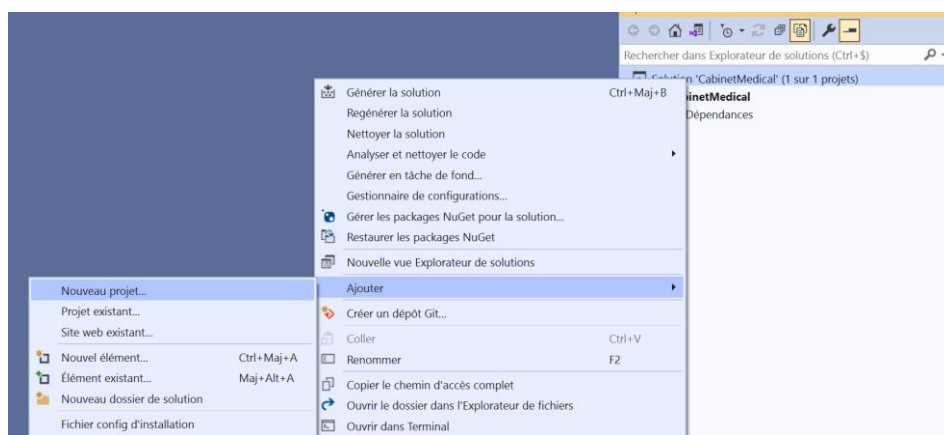 Rechercher dans Explorateur de solutions (Ctrl+$)
Solution 'CabinetMedical' (1 sur 1 projets)
inetMedical
Dépendances
Générer la solution Ctrl+Maj+B
Regénérer la solution
Nettoyer la solution
Analyser et nettoyer le code
Générer en tâche de fond...
Gestionnaire de configurations...
Gérer les packages NuGet pour la solution...
Restaurer les packages NuGet
Nouvelle vue Explorateur de solutions
Ajouter
Créer un dépôt Git...
Coller Ctrl+V
Renommer F2
Copier le chemin d'accès complet
Ouvrir le dossier dans l'Explorateur de fichiers
Ouvrir dans Terminal
Nouveau projet...
Projet existant...
Site web existant...
Nouvel élément... Ctrl+Maj+A
Élément existant... Maj+Alt+A
Nouveau dossier de solution
Fichier config d'installation